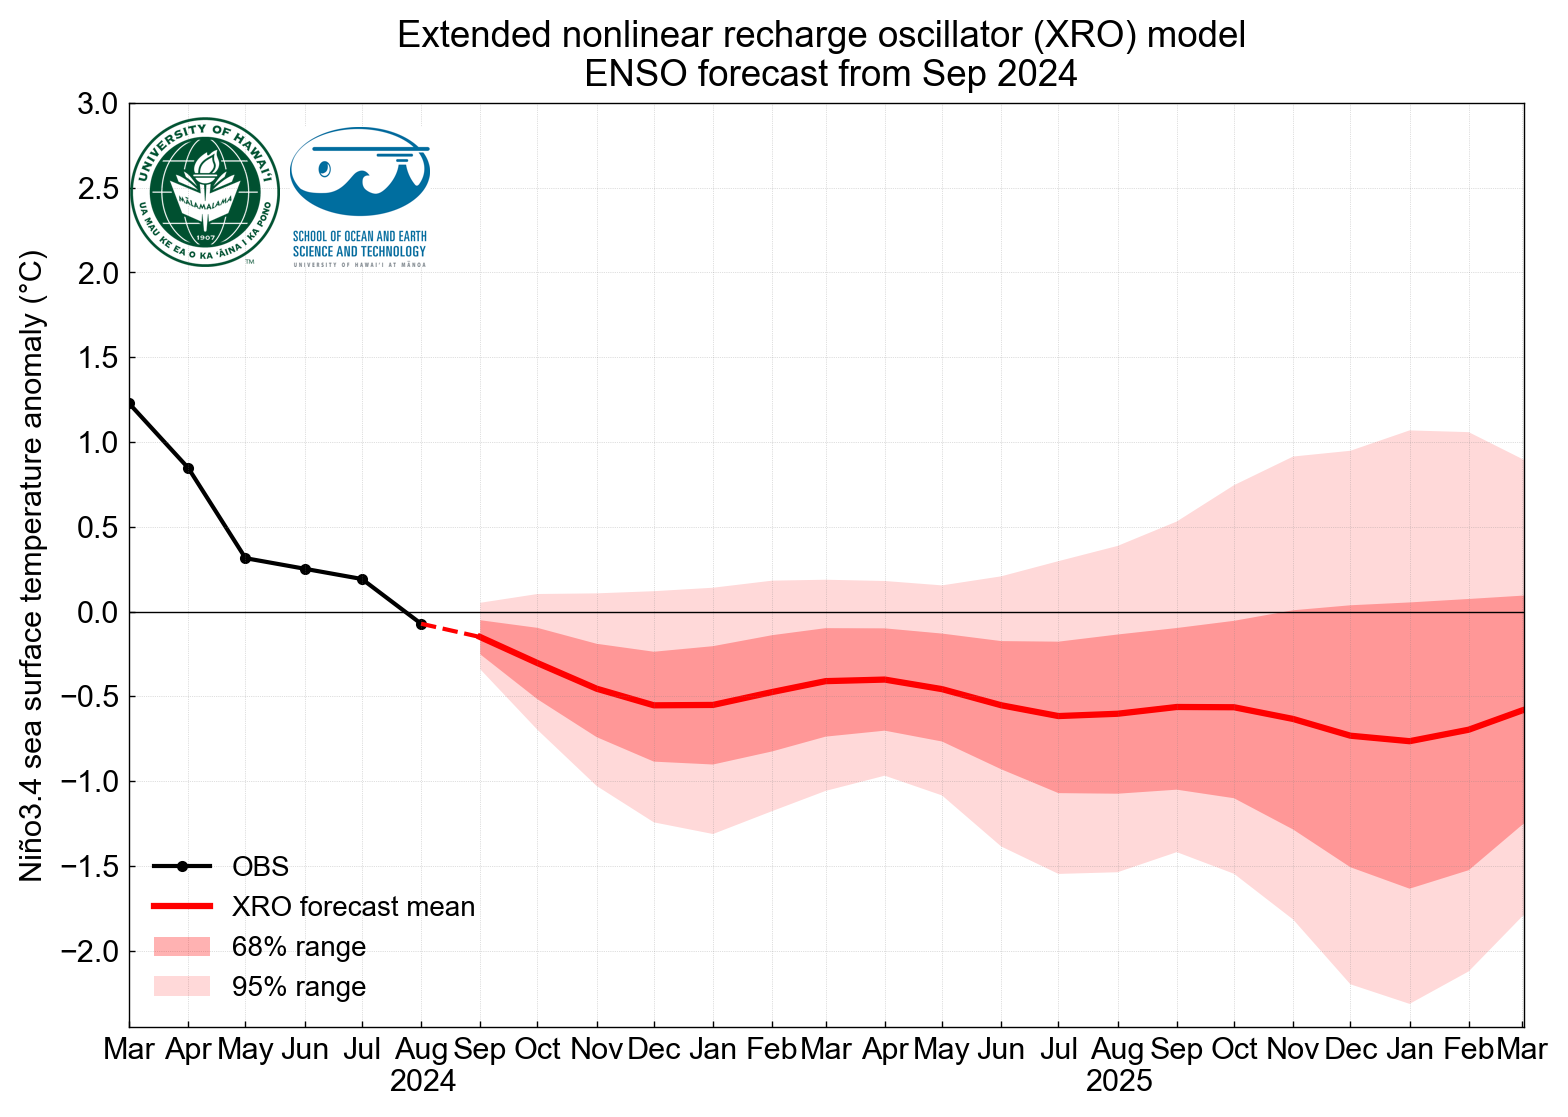 Extended nonlinear recharge oscillator (XRO) model
ENSO forecast from Sep 2024
3.0
2.5
2.0
1.5
1.0
0.5
0.0
−0.5
−1.0
−1.5
−2.0
Niño3.4 sea surface temperature anomaly (°C)
UNIVERSITY OF HAWAI‘I
MĀLAMALAMA
1907
UA MAU KE EA O KA ‘ĀINA I KA PONO
TM
SCHOOL OF OCEAN AND EARTH
SCIENCE AND TECHNOLOGY
UNIVERSITY OF HAWAI‘I AT MĀNOA
OBS
XRO forecast mean
68% range
95% range
Mar Apr May Jun Jul Aug Sep Oct Nov Dec Jan Feb Mar Apr May Jun Jul Aug Sep Oct Nov Dec Jan Feb Mar
2024 2025